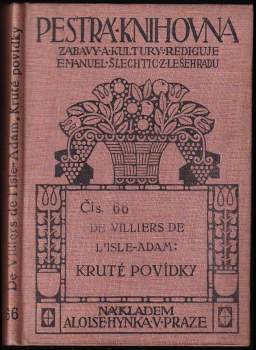 PESTRÁ·KNIHOVNA
ZÁBAVY·A·KULTURY·REDIGUJE
EMANUEL·ŠLECHTIC·Z·LEŠEHRADU
Čís. 66
DE VILLIERS DE
L'ISLE-ADAM:
KRUTÉ POVÍDKY
NÁKLADEM
ALOISE·HYNKA·V·PRAZE
De Villiers de l'Isle-Adam, Kruté povídky
66